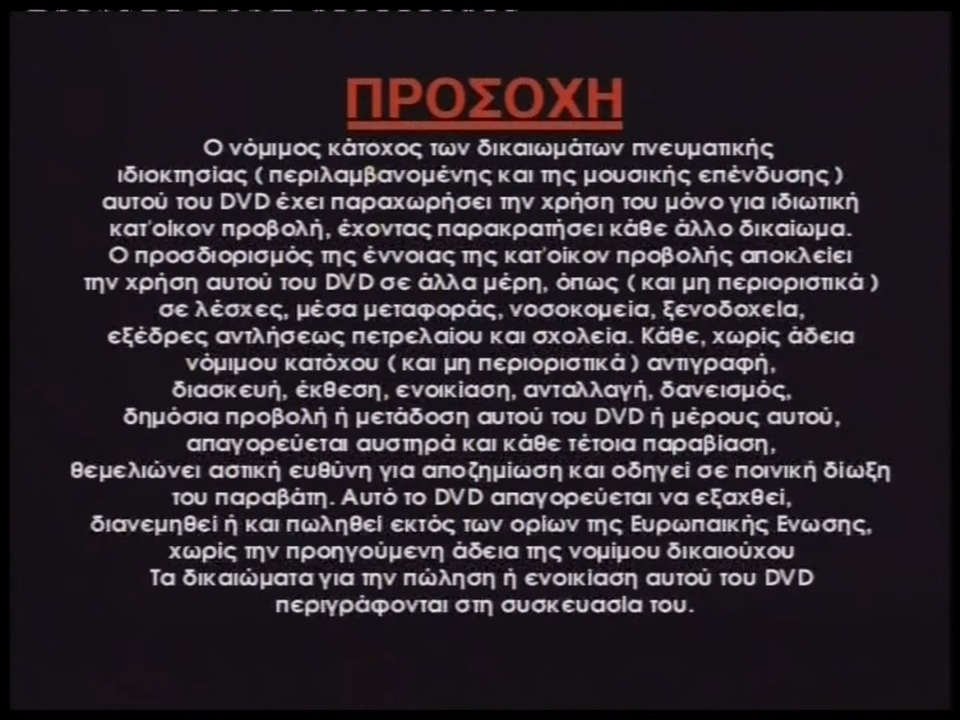 ΠΡΟΣΟΧΗ
Ο νόμιμος κάτοχος των δικαιωμάτων πνευματικής
ιδιοκτησίας ( περιλαμβανομένης και της μουσικής επένδυσης )
αυτού του DVD έχει παραχωρήσει την χρήση του μόνο για ιδιωτική
κατ'οίκον προβολή, έχοντας παρακρατήσει κάθε άλλο δικαίωμα.
Ο προσδιορισμός της έννοιας της κατ'οίκον προβολής αποκλείει
την χρήση αυτού του DVD σε άλλα μέρη, όπως ( και μη περιοριστικά )
σε λέσχες, μέσα μεταφοράς, νοσοκομεία, ξενοδοχεία,
εξέδρες αντλήσεως πετρελαίου και σχολεία. Κάθε, χωρίς άδεια
νόμιμου κατόχου ( και μη περιοριστικά ) αντιγραφή,
διασκευή, έκθεση, ενοικίαση, ανταλλαγή, δανεισμός,
δημόσια προβολή ή μετάδοση αυτού του DVD ή μέρους αυτού,
απαγορεύεται αυστηρά και κάθε τέτοια παραβίαση,
θεμελιώνει αστική ευθύνη για αποζημίωση και οδηγεί σε ποινική δίωξη
του παραβάτη. Αυτό το DVD απαγορεύεται να εξαχθεί,
διανεμηθεί ή και πωληθεί εκτός των ορίων της Ευρωπαικής Ενωσης,
χωρίς την προηγούμενη άδεια της νομίμου δικαιούχου
Τα δικαιώματα για την πώληση ή ενοικίαση αυτού του DVD
περιγράφονται στη συσκευασία του.